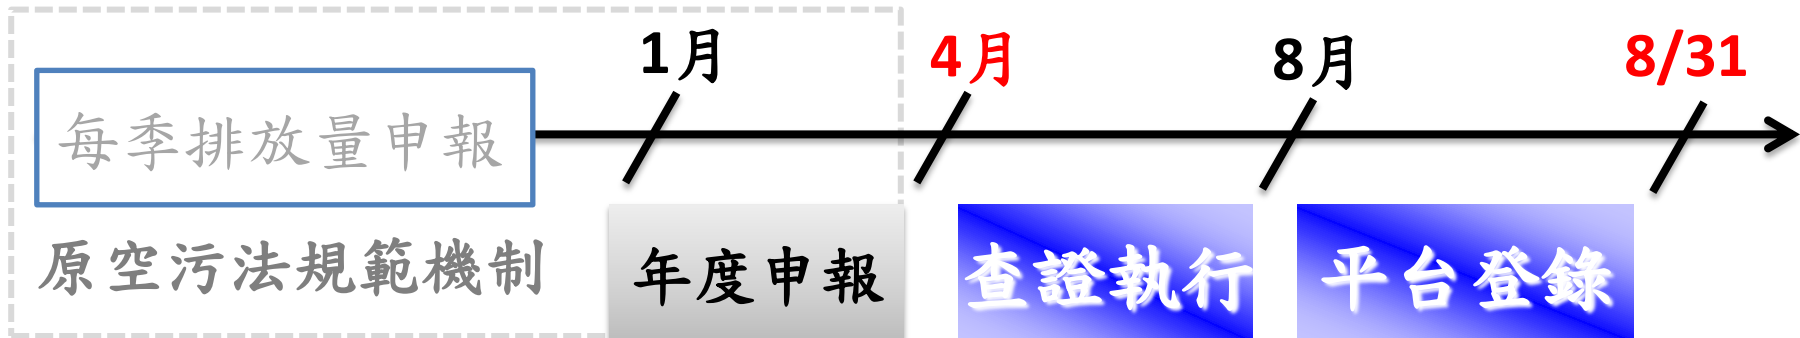 1月
4月
8月
8/31
每季排放量申報
原空污法規範機制
年度申報
查證執行
平台登錄